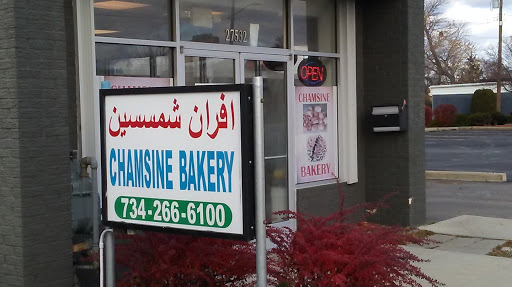 27532
OPEN
CHAMSINE
BAKERY
افران شمسين
CHAMSINE BAKERY
734-266-6100